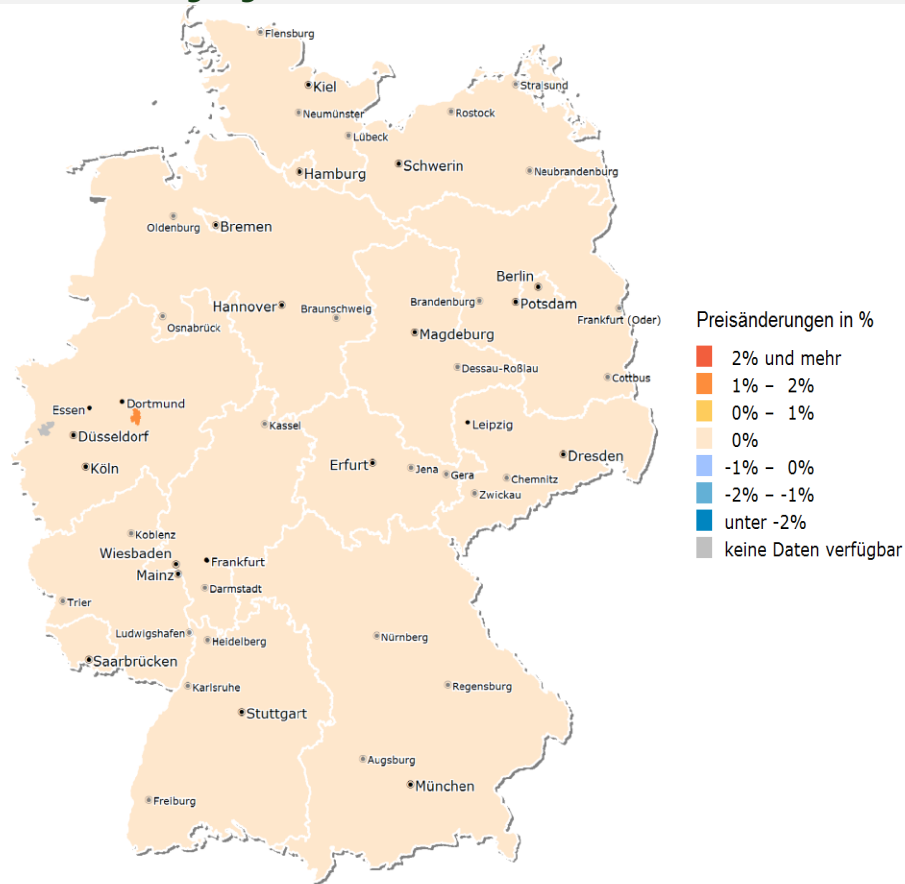 Flensburg
Kiel
Stralsund
Neumünster
Rostock
Lübeck
Schwerin
Hamburg
Neubrandenburg
Oldenburg
Bremen
Berlin
Hannover
Braunschweig
Brandenburg
Potsdam
Osnabrück
Frankfurt (Oder)
Magdeburg
Dessau-Roßlau
Cottbus
Essen
Dortmund
Düsseldorf
Kassel
Leipzig
Köln
Erfurt
Jena
Gera
Dresden
Chemnitz
Zwickau
Koblenz
Wiesbaden
Frankfurt
Mainz
Darmstadt
Trier
Ludwigshafen
Heidelberg
Nürnberg
Saarbrücken
Karlsruhe
Regensburg
Stuttgart
Augsburg
München
Freiburg
Preisänderungen in %
2% und mehr
1% – 2%
0% – 1%
0%
-1% – 0%
-2% – -1%
unter -2%
keine Daten verfügbar